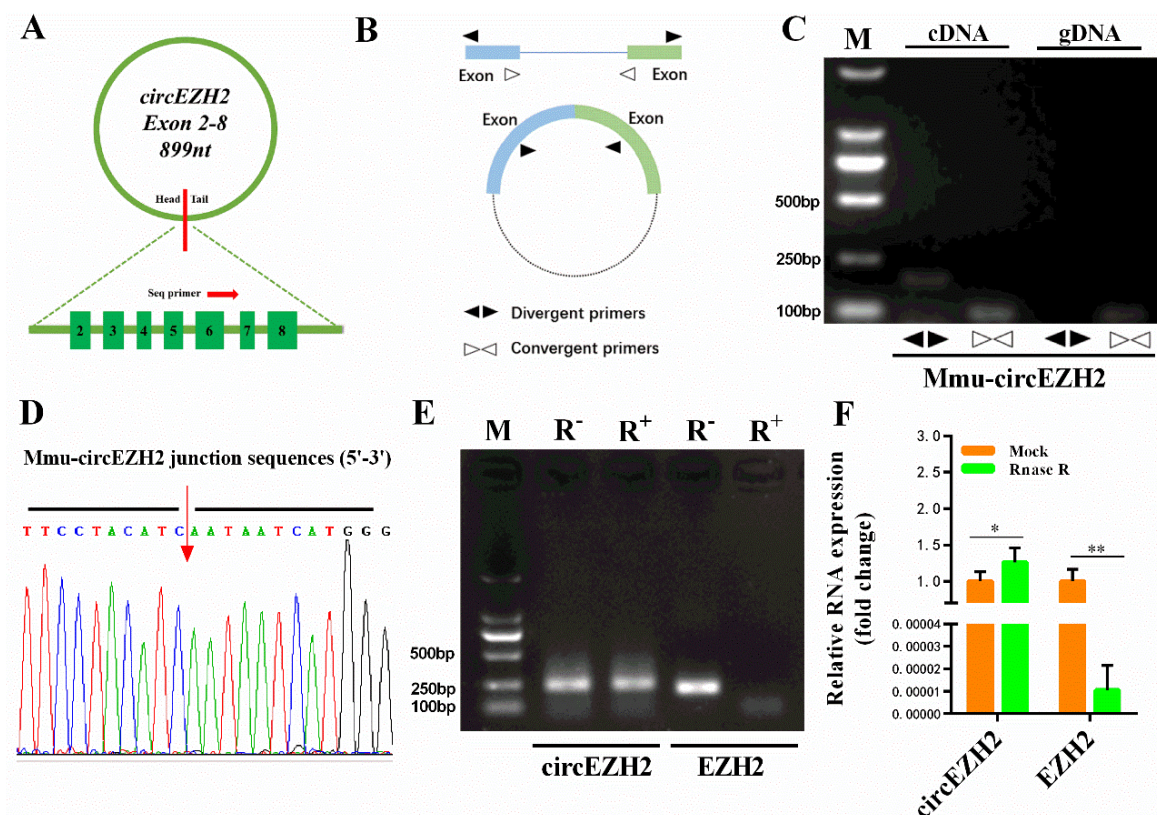 A
circEZH2
Exon 2-8
899nt
Head Tail
Seq primer
2 3 4 5 6 7 8
B
Exon Exon
Exon Exon
Divergent primers
Convergent primers
C
M cDNA gDNA
500bp
250bp
100bp
Mmu-circEZH2
D
Mmu-circEZH2 junction sequences (5'-3')
T T C C T A C A T C A A T A A T C A T G G G
E
M R- R+ R- R+
500bp
250bp
100bp
circEZH2 EZH2
F
Relative RNA expression
(fold change)
3.0
2.5
2.0
1.5
1.0
0.00004
0.00003
0.00002
0.00001
0.00000
Mock
Rnase R
*
**
circEZH2
EZH2